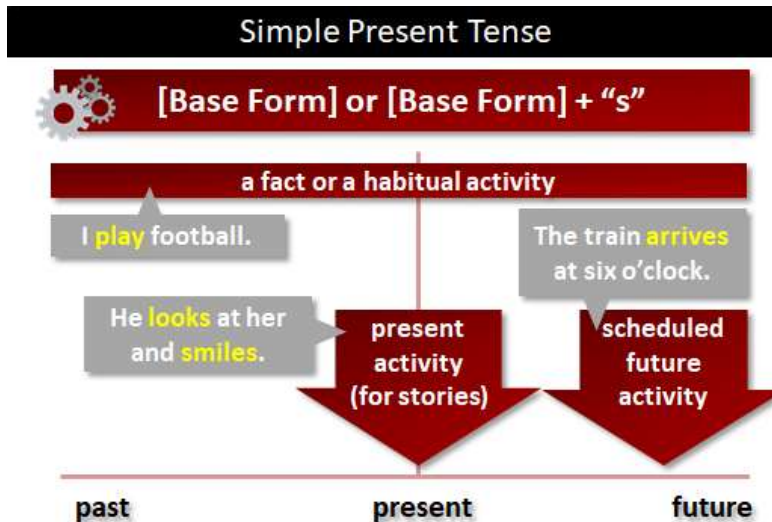 Simple Present Tense
[Base Form] or [Base Form] + “s”
a fact or a habitual activity
I play football.
The train arrives
at six o’clock.
He looks at her
and smiles.
present
activity
(for stories)
scheduled
future
activity
past present future